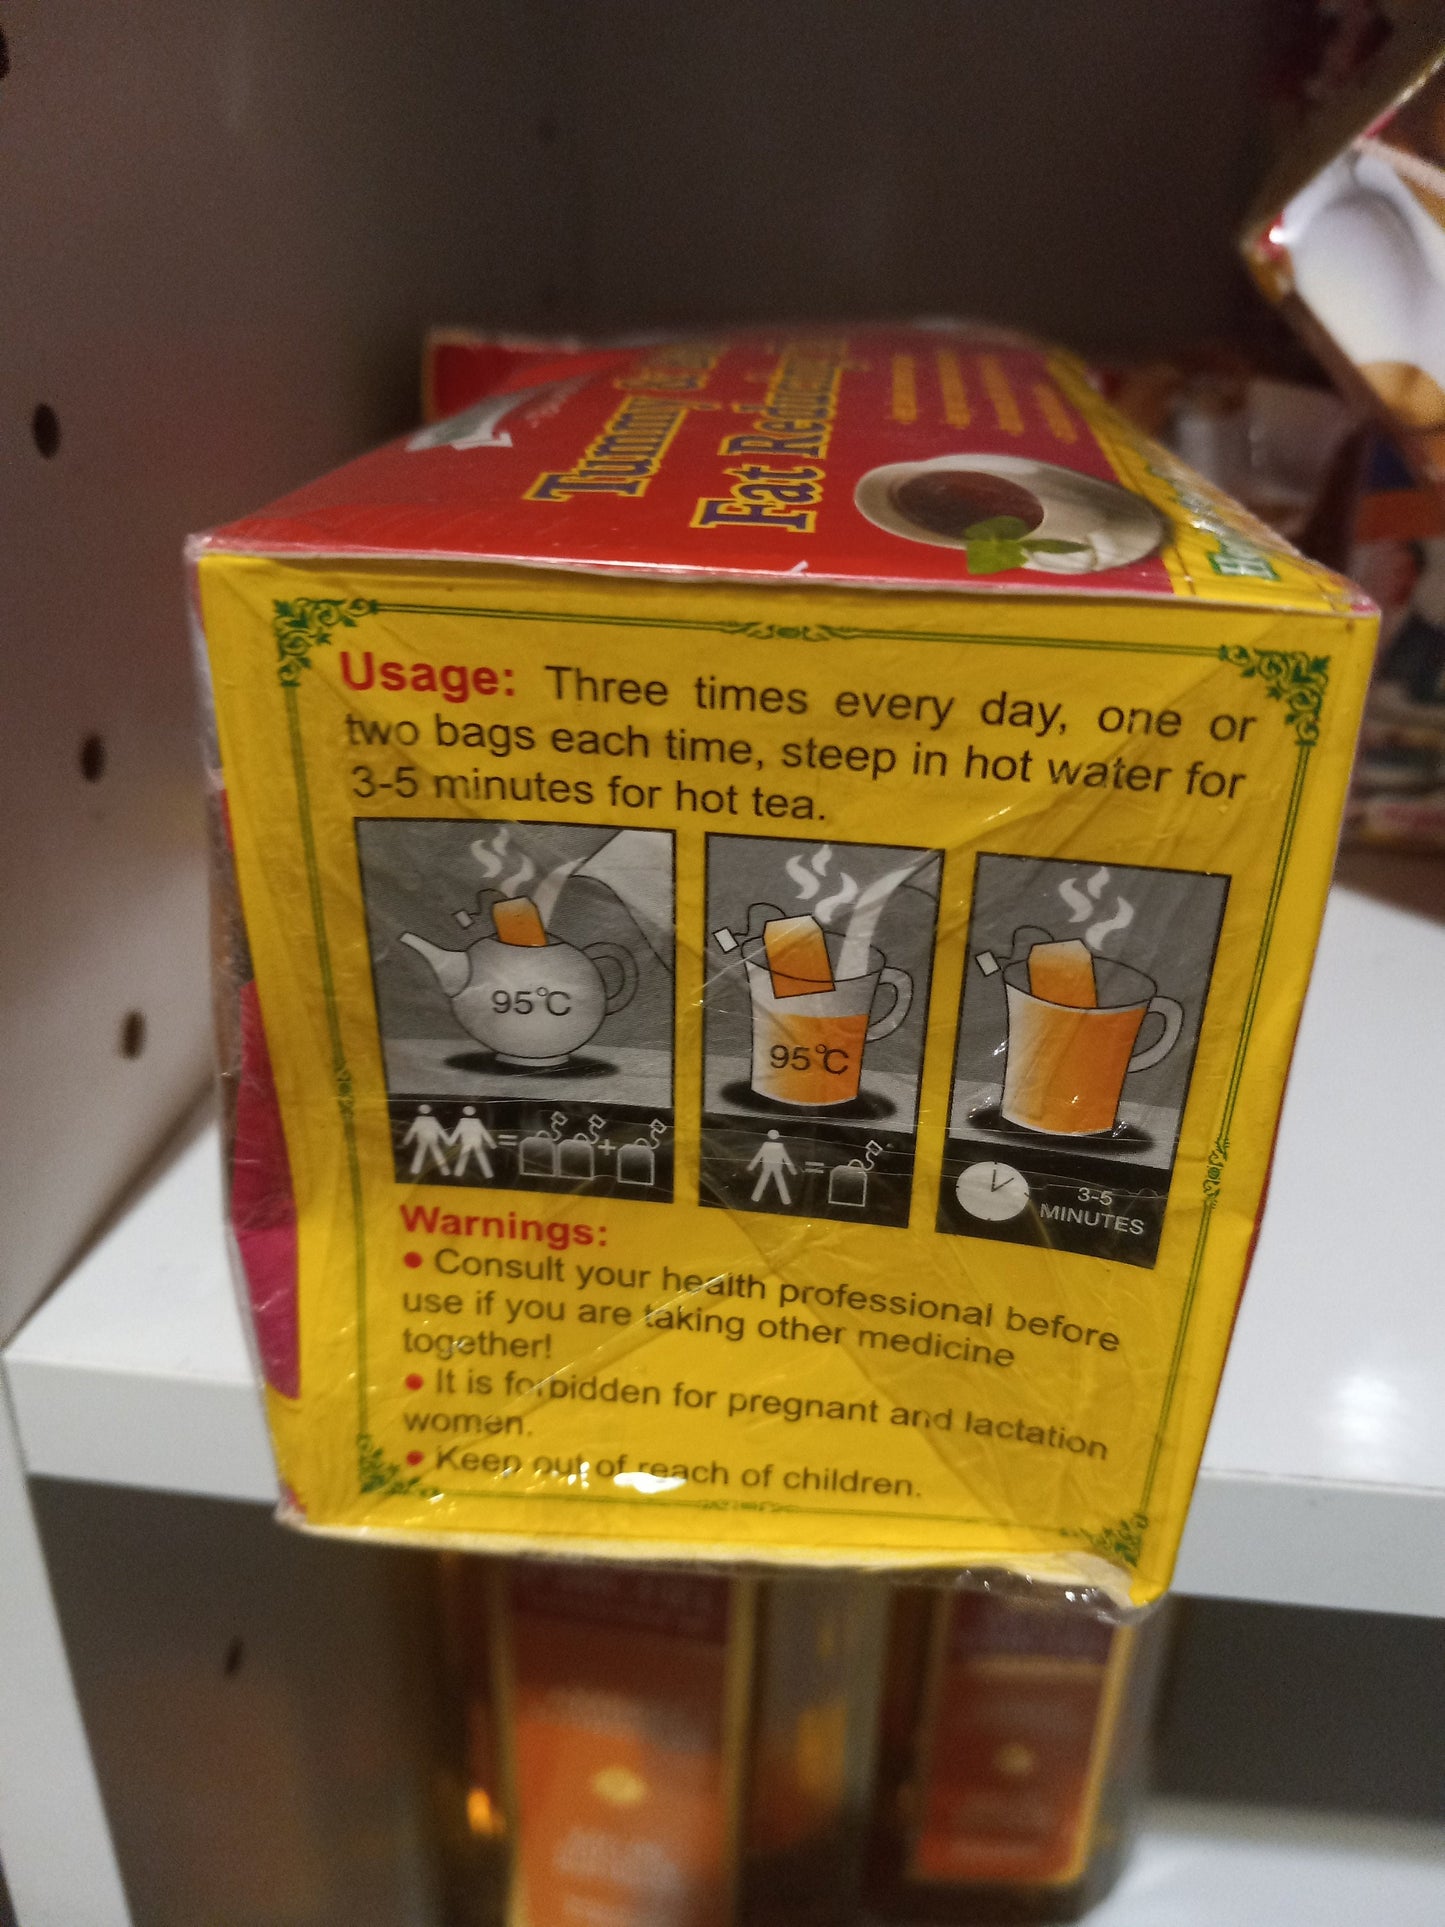 Tummy
Fat Reducing
Usage: Three times every day, one or
two bags each time, steep in hot water for
3-5 minutes for hot tea.
95°C
95°C
=
+
=
3-5
MINUTES
Warnings:
• Consult your health professional before
use if you are taking other medicine
together!
• It is forbidden for pregnant and lactation
women.
• Keep out of reach of children.